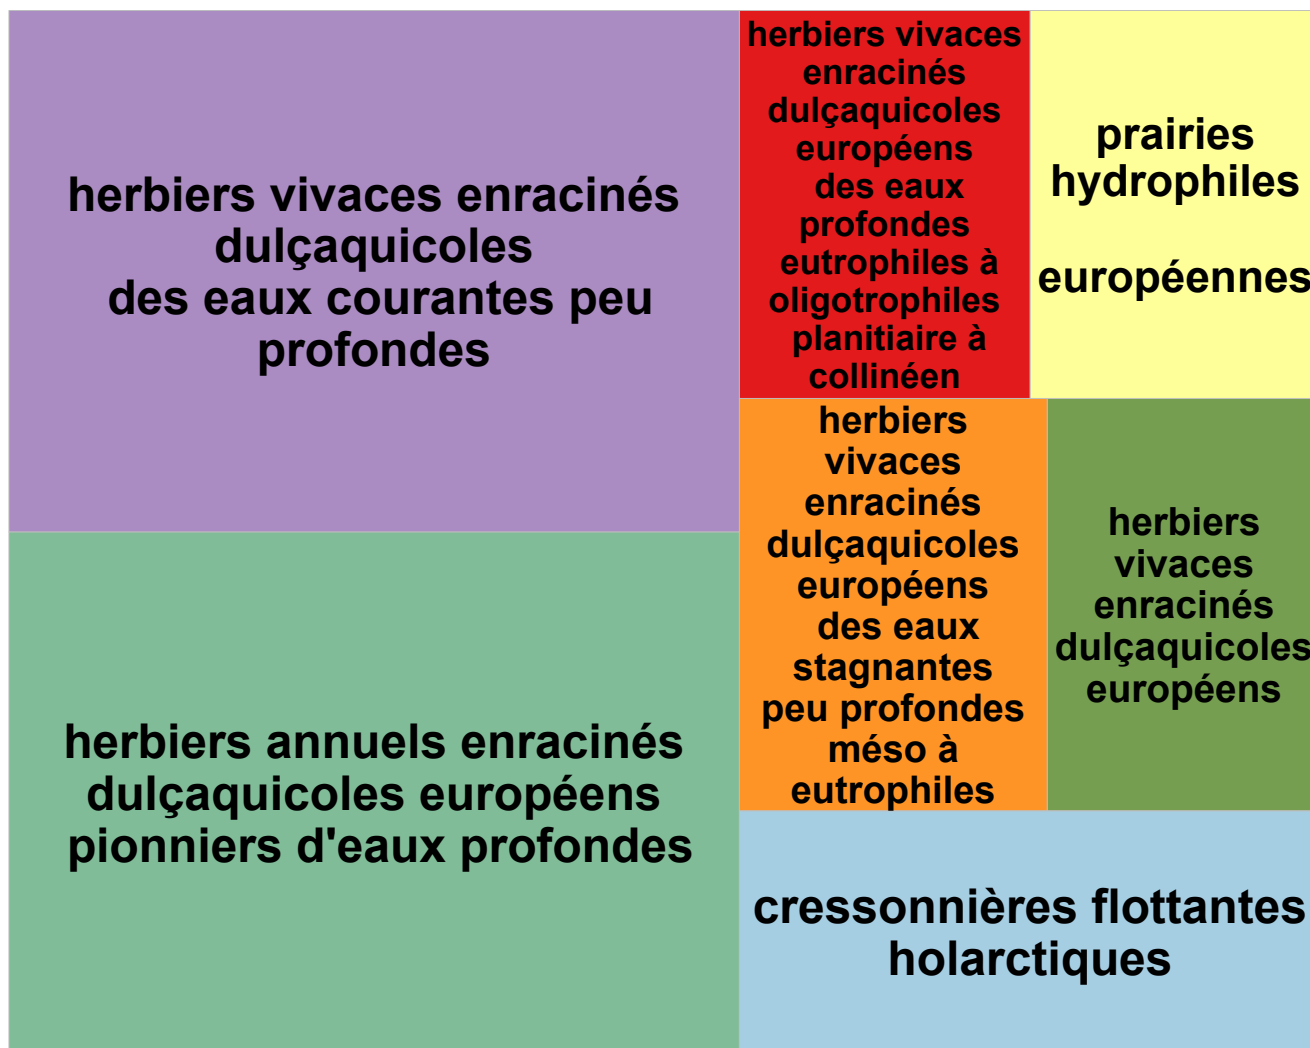 herbiers vivaces enracinés
dulçaquicoles
des eaux courantes peu
profondes
herbiers annuels enracinés
dulçaquicoles européens
pionniers d'eaux profondes
herbiers vivaces
enracinés
dulçaquicoles
européens
des eaux
profondes
eutrophiles à
oligotrophiles
planitiaire à
collinéen
prairies
hydrophiles
européennes
herbiers
vivaces
enracinés
dulçaquicoles
européens
des eaux
stagnantes
peu profondes
méso à
eutrophiles
herbiers
vivaces
enracinés
dulçaquicoles
européens
cressonnières flottantes
holarctiques